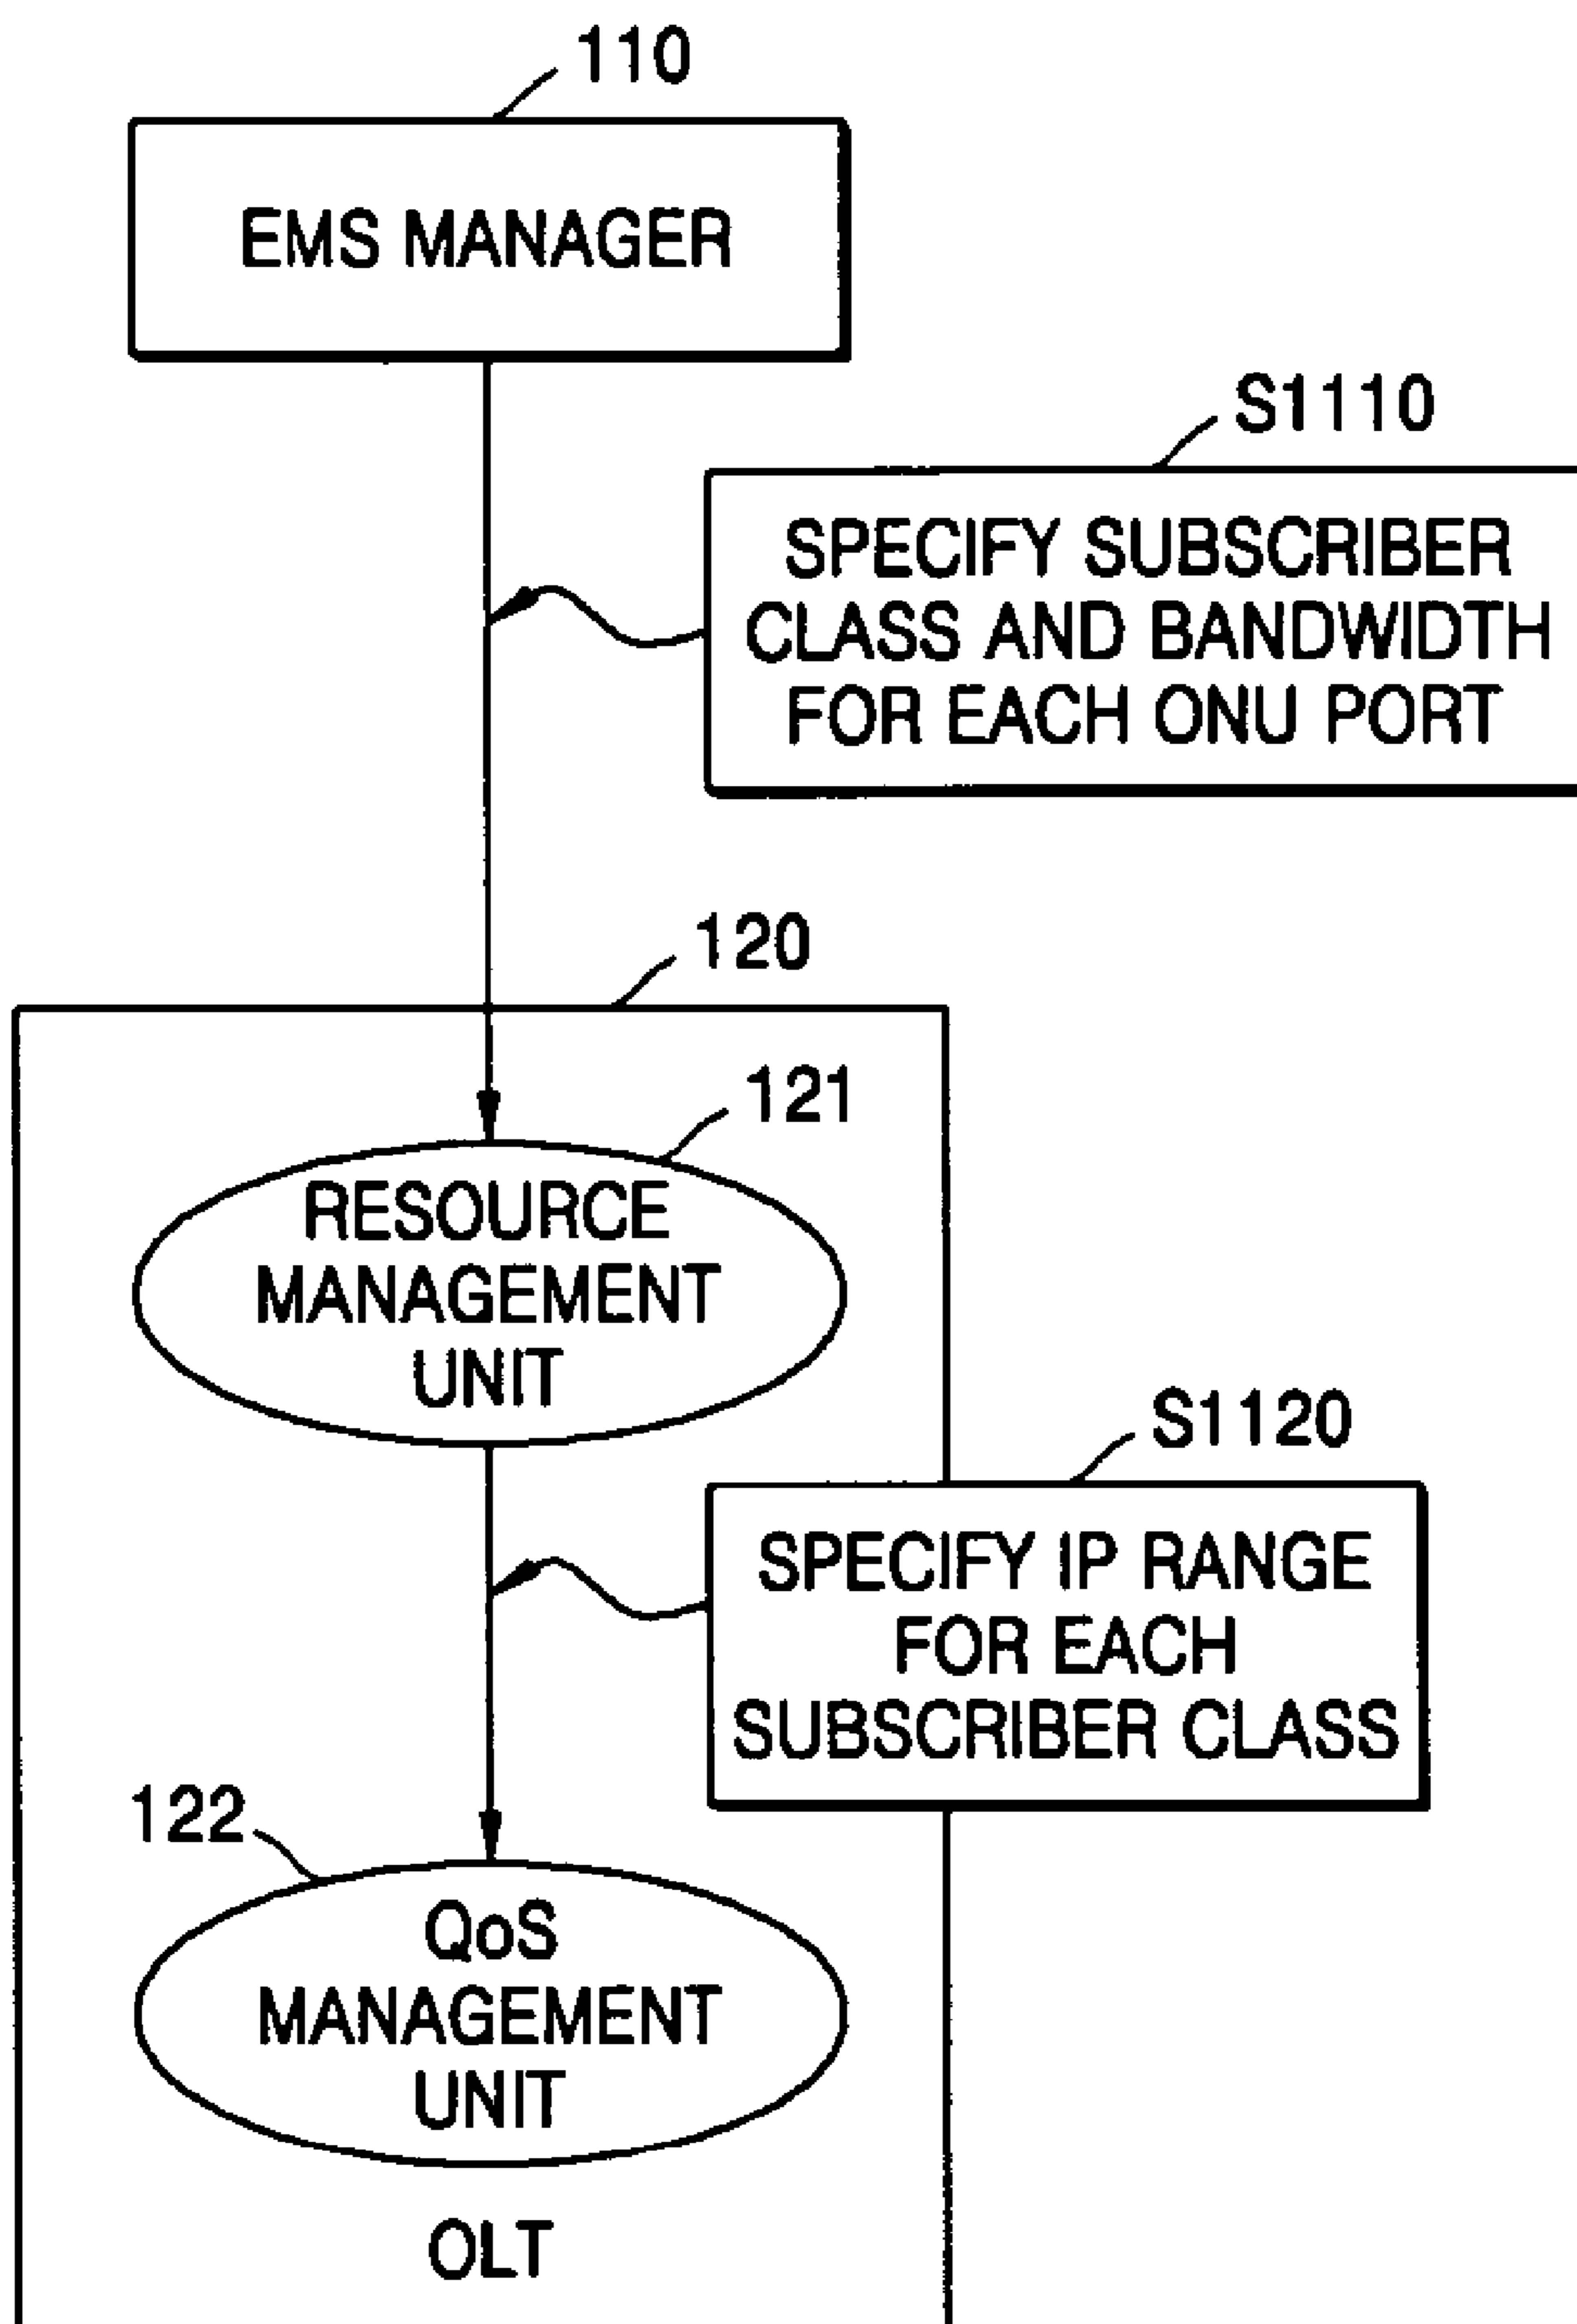 110
EMS MANAGER
S1110
SPECIFY SUBSCRIBER
CLASS AND BANDWIDTH
FOR EACH ONU PORT
120
121
RESOURCE
MANAGEMENT
UNIT
S1120
SPECIFY IP RANGE
FOR EACH
SUBSCRIBER CLASS
122
QoS
MANAGEMENT
UNIT
OLT